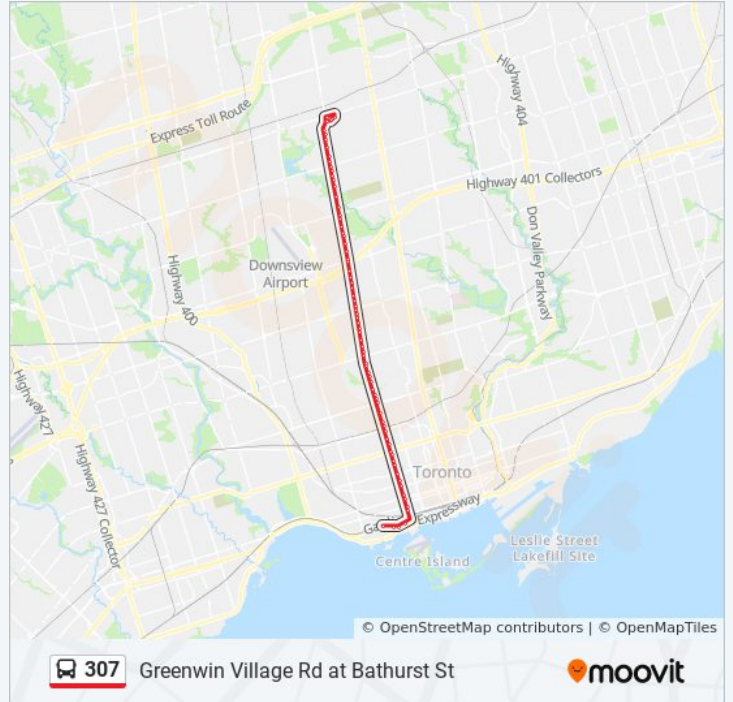 Highway 404
Express Toll Route
Highway 401 Collectors
Don Valley Parkway
Highway 400
Downsview
Airport
Highway 427
Highway 427 Collector
Toronto
Expressway
Leslie Street
Lakefill Site
Centre Island
© OpenStreetMap contributors | © OpenMapTiles
307 Greenwin Village Rd at Bathurst St
moovit